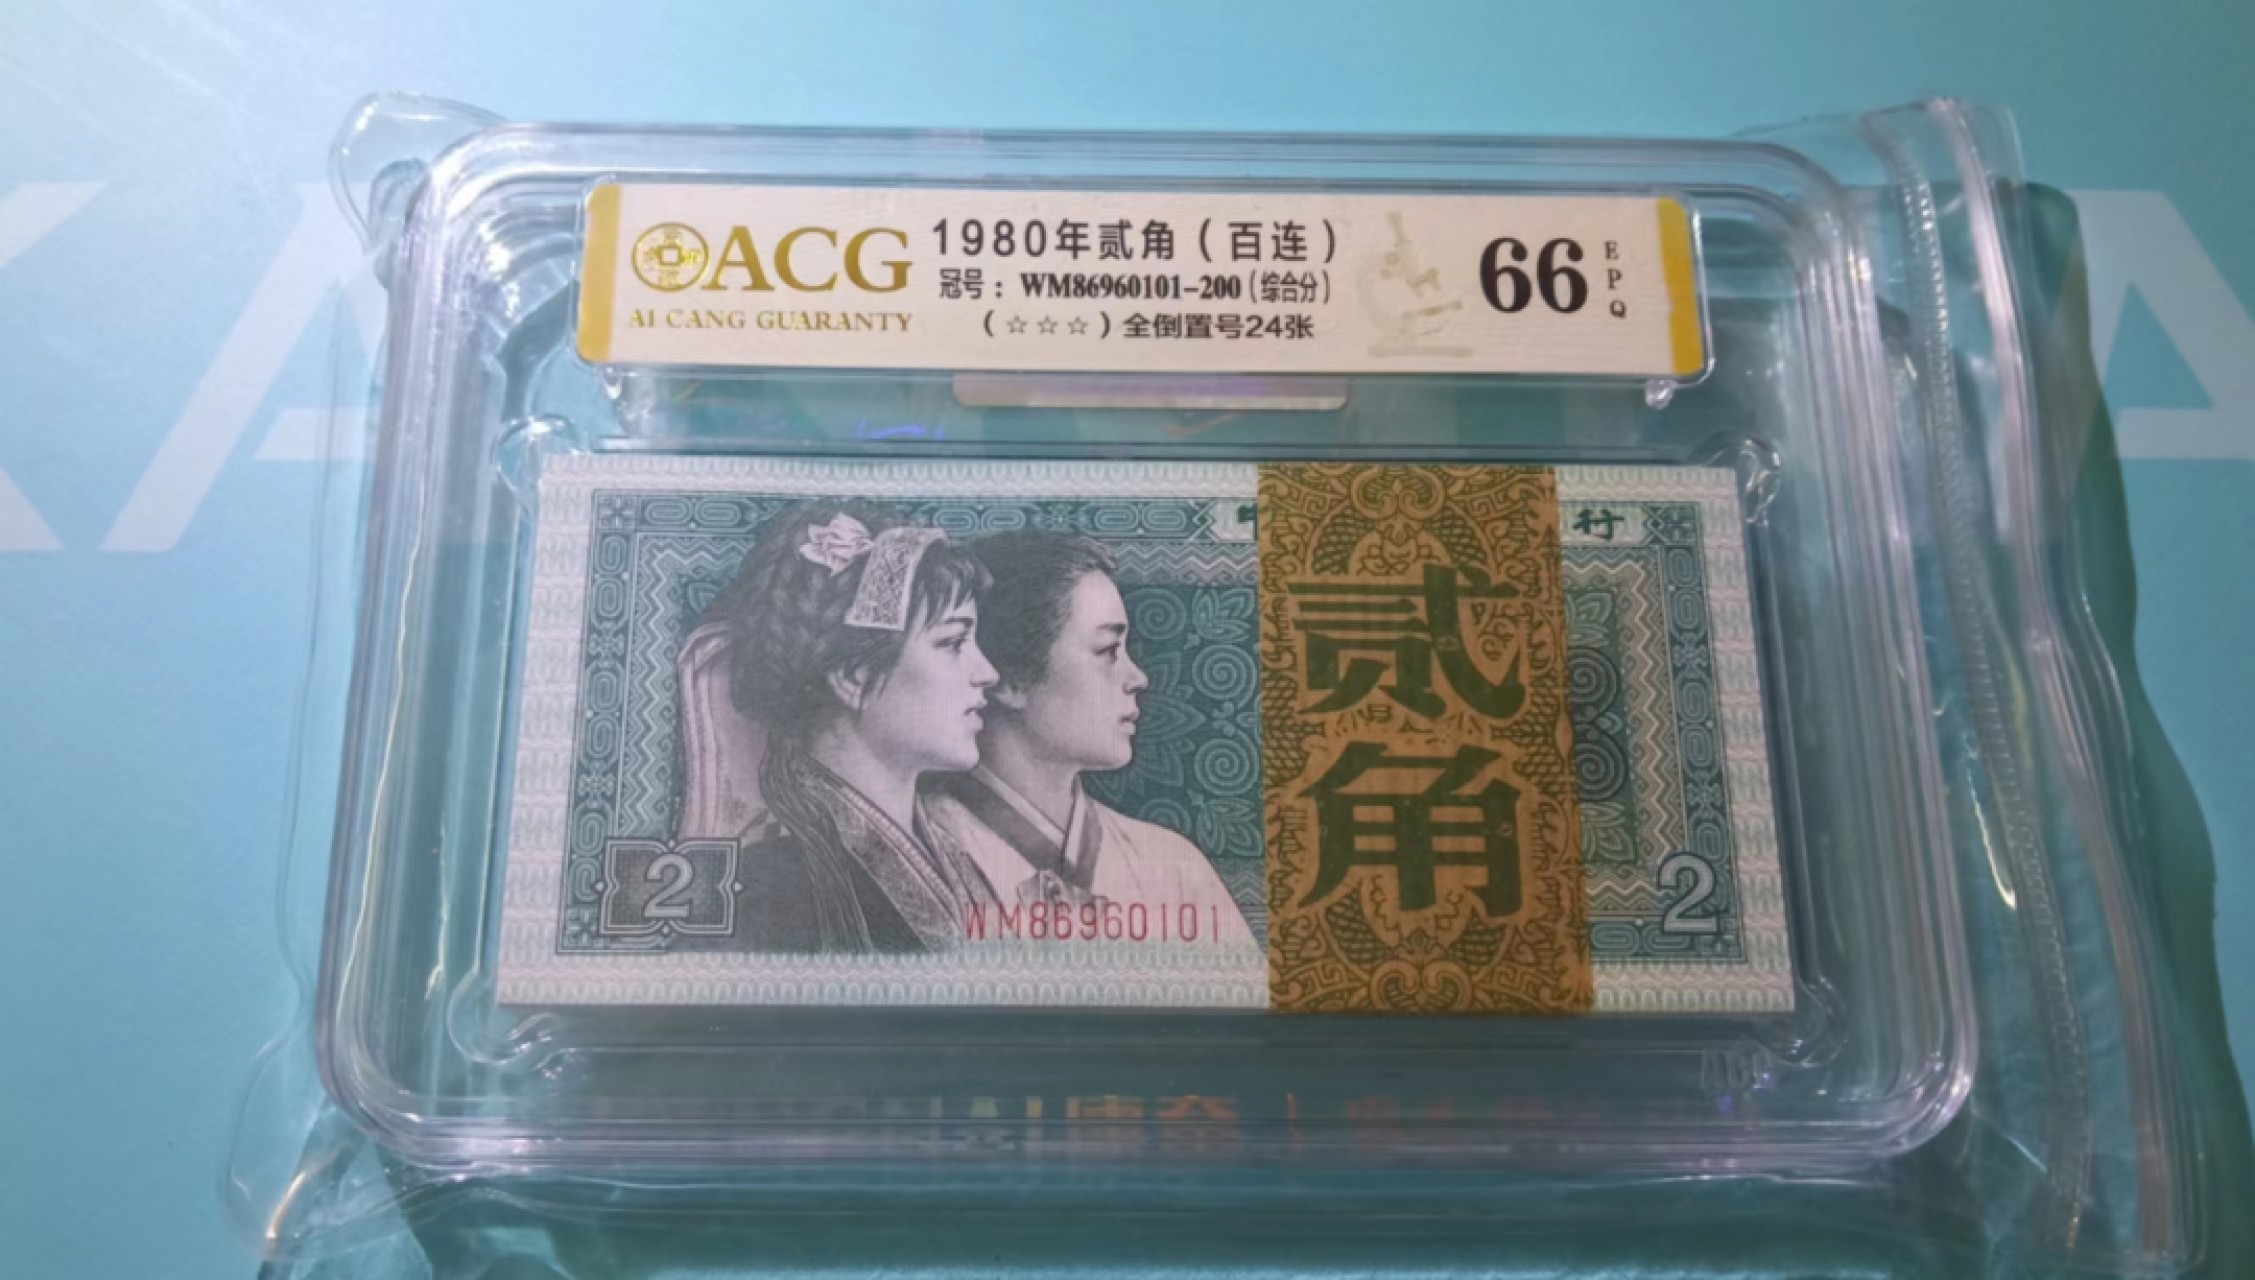 ACG
AI CANG GUARANTY
1980年贰角（百连）
冠号：WM86960101-200（综合分）
（☆☆☆）全倒置号24张
66
EPQ
行
贰角
2
WM86960101
2